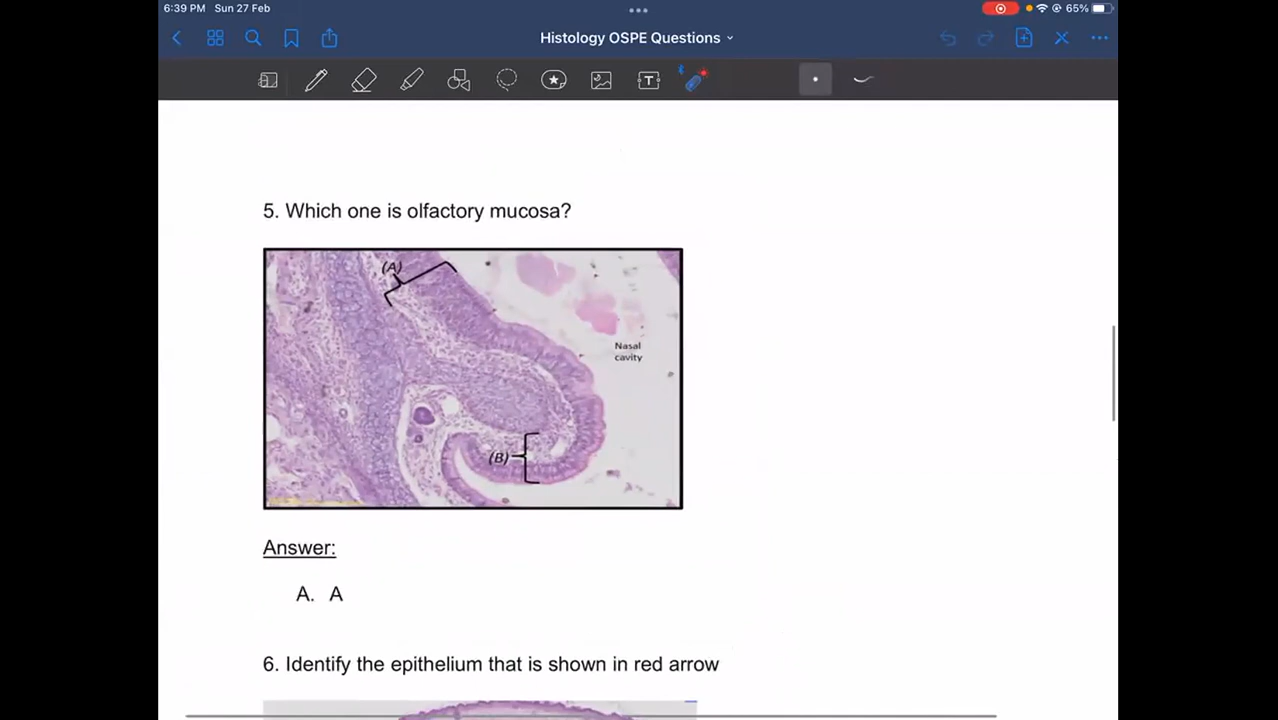 6:39 PM Sun 27 Feb
65%
Histology OSPE Questions
T
5. Which one is olfactory mucosa?
(A)
Nasal
cavity
(B)
Answer:
A. A
6. Identify the epithelium that is shown in red arrow